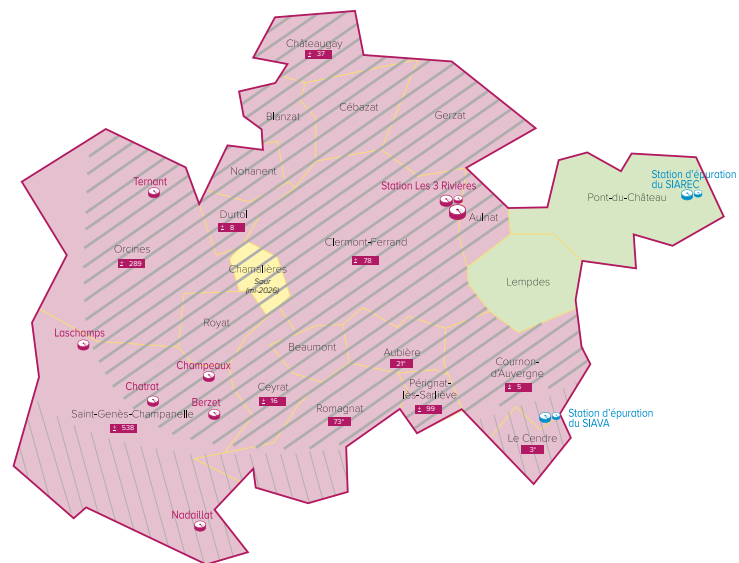 Châteaugay
± 37
Cébazat
Blanzat
Gerzat
Nohanent
Ternant
Station Les 3 Rivières
Station d'épuration
du SIAREC
Pont-du-Château
Durtol
± 8
Aulnat
Orcines
± 289
Clermont-Ferrand
± 78
Chamalières
Saur
(mi-2026)
Lempdes
Royat
Laschamps
Beaumont
Aubière
21*
Cournon-
d'Auvergne
± 5
Champeaux
Chatrat
Ceyrat
± 16
Pérignat-
lès-Sarliève
± 99
Berzet
Romagnat
73*
Saint-Genès-Champanelle
± 538
Station d'épuration
du SIAVA
Le Cendre
3*
Nadaillat